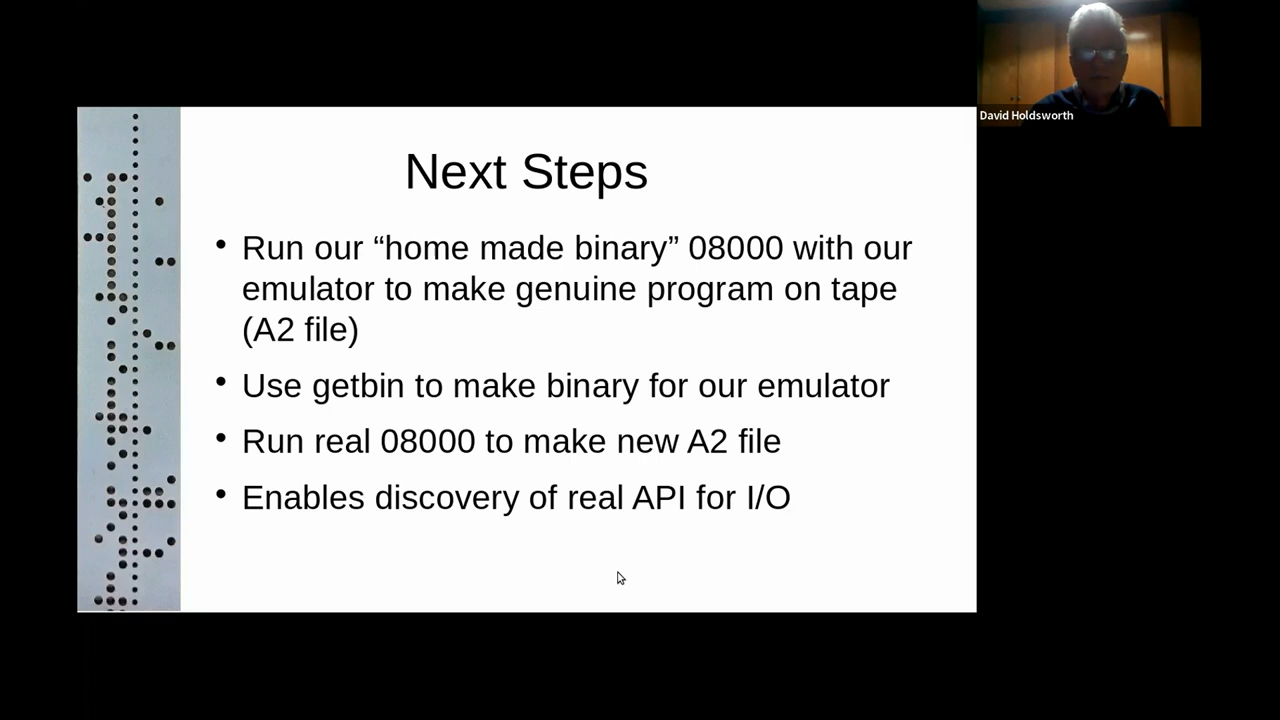 David Holdsworth
Next Steps
• Run our “home made binary” 08000 with our
emulator to make genuine program on tape
(A2 file)
• Use getbin to make binary for our emulator
• Run real 08000 to make new A2 file
• Enables discovery of real API for I/O